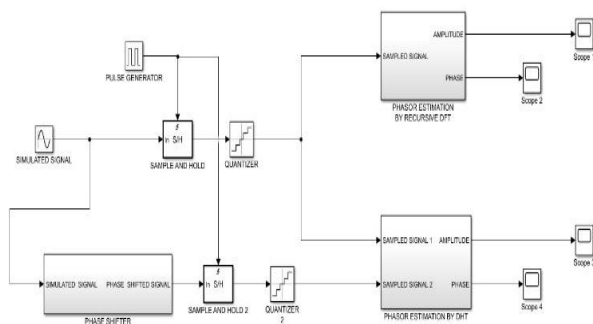 AMPLITUDE
SAMPLED SIGNAL
PHASE
Scope 1
Scope 2
PHASOR ESTIMATION
BY RECURSIVE DFT
PULSE GENERATOR
In S/H
SAMPLE AND HOLD
QUANTIZER
SIMULATED SIGNAL
SAMPLED SIGNAL 1 AMPLITUDE
SAMPLED SIGNAL 2 PHASE
Scope 3
Scope 4
PHASOR ESTIMATION BY DHT
SIMULATED SIGNAL PHASE SHIFTED SIGNAL
PHASE SHIFTER
In S/H
SAMPLE AND HOLD 2
QUANTIZER
2